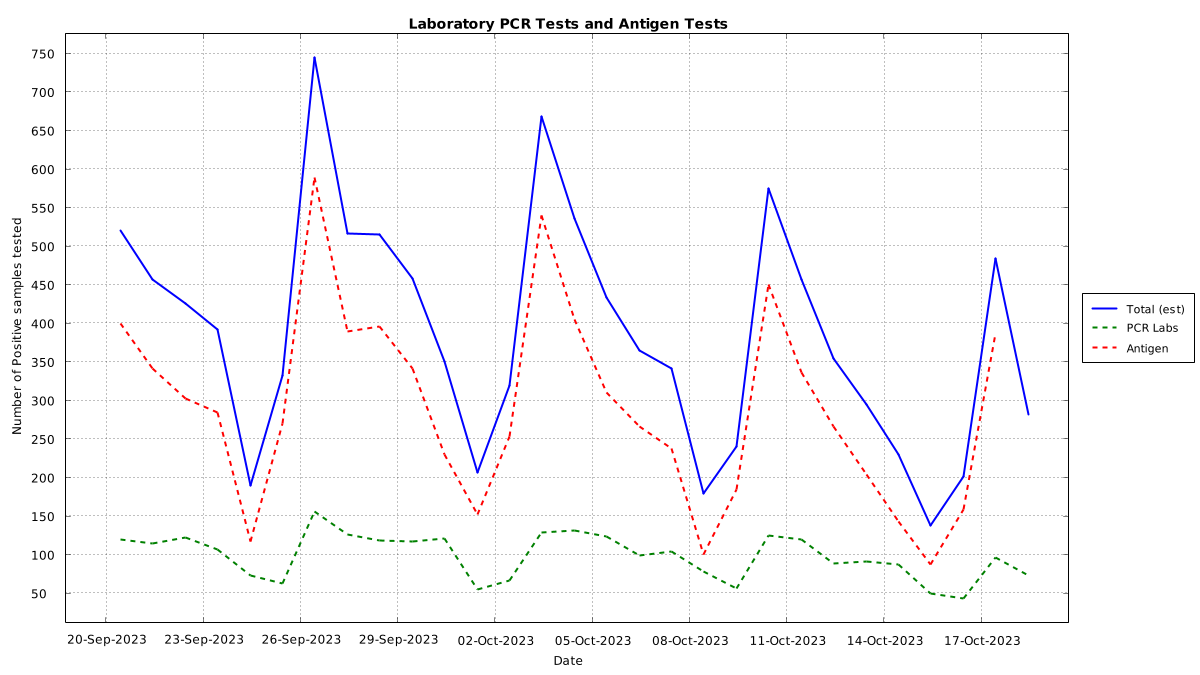 Laboratory PCR Tests and Antigen Tests
750
700
650
600
550
500
450
400
350
300
250
200
150
100
50
Number of Positive samples tested
20-Sep-2023 23-Sep-2023 26-Sep-2023 29-Sep-2023 02-Oct-2023 05-Oct-2023 08-Oct-2023 11-Oct-2023 14-Oct-2023 17-Oct-2023
Date
Total (est)
PCR Labs
Antigen